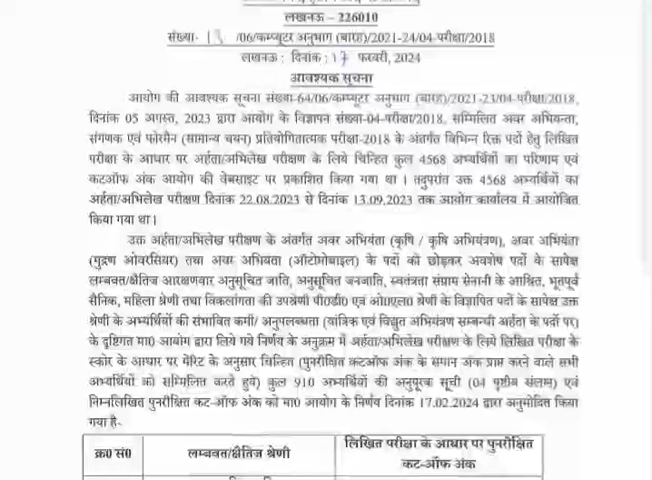 लखनऊ – 226010
संख्या- 13 /06/कम्प्यूटर अनुभाग (बारह)/2021-24/04-परीक्षा/2018
लखनऊ : दिनांक : 17 फरवरी, 2024
आवश्यक सूचना
आयोग की आवश्यक सूचना संख्या-64/06/कम्प्यूटर अनुभाग (बारह)/2021-23/04-परीक्षा/2018,
दिनांक 05 अगस्त, 2023 द्वारा आयोग के विज्ञापन संख्या-04-परीक्षा/2018, सम्मिलित अवर अभियन्ता,
संगणक एवं फोरमैन (सामान्य चयन) प्रतियोगितात्मक परीक्षा-2018 के अंतर्गत विभिन्न रिक्त पदों हेतु लिखित
परीक्षा के आधार पर अर्हता/अभिलेख परीक्षण के लिये चिन्हित कुल 4568 अभ्यर्थियों का परिणाम एवं
कटऑफ अंक आयोग की वेबसाइट पर प्रकाशित किया गया था । तदुपरांत उक्त 4568 अभ्यर्थियों का
अर्हता/अभिलेख परीक्षण दिनांक 22.08.2023 से दिनांक 13.09.2023 तक आयोग कार्यालय में आयोजित
किया गया था।
उक्त अर्हता/अभिलेख परीक्षण के अंतर्गत अवर अभियंता (कृषि / कृषि अभियंत्रण), अवर अभियंता
(मुद्रण ओवरसियर) तथा अवर अभियंता (ऑटोमोबाइल) के पदों को छोड़कर अवशेष पदों के सापेक्ष
लम्बवत/क्षैतिज आरक्षणवार अनुसूचित जाति, अनुसूचित जनजाति, स्वतंत्रता संग्राम सेनानी के आश्रित, भूतपूर्व
सैनिक, महिला श्रेणी तथा विकलांगता की उपश्रेणी पी0डी0 एवं ओ0एल0 श्रेणी के विज्ञापित पदों के सापेक्ष उक्त
श्रेणी के अभ्यर्थियों की संभावित कमी/ अनुपलब्धता (यांत्रिक एवं विद्युत अभियंत्रण सम्बन्धी अर्हता के पदों पर)
के दृष्टिगत मा0 आयोग द्वारा लिये गये निर्णय के अनुक्रम में अर्हता/अभिलेख परीक्षण के लिये लिखित परीक्षा के
स्कोर के आधार पर मेरिट के अनुसार चिन्हित (पुनरीक्षित कटऑफ अंक के समान अंक प्राप्त करने वाले सभी
अभ्यर्थियों को सम्मिलित करते हुये) कुल 910 अभ्यर्थियों की अनुपूरक सूची (04 पृष्ठीय संलग्न) एवं
निम्नलिखित पुनरीक्षित कट-ऑफ अंक को मा0 आयोग के निर्णय दिनांक 17.02.2024 द्वारा अनुमोदित किया
गया है-
क्र0 सं0 लम्बवत/क्षैतिज श्रेणी लिखित परीक्षा के आधार पर पुनरीक्षित
कट-ऑफ अंक